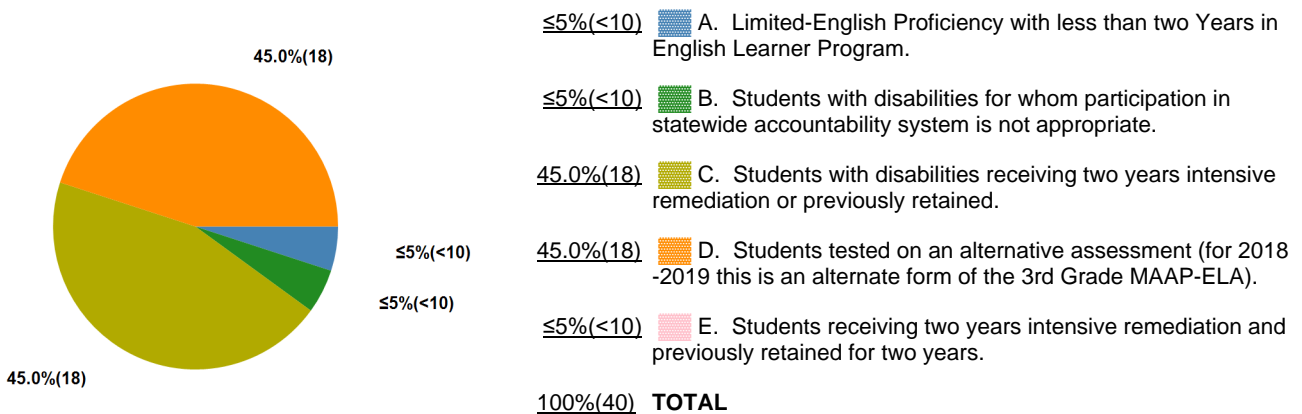 45.0%(18)
≤5%(<10)
≤5%(<10)
45.0%(18)
≤5%(<10) A. Limited-English Proficiency with less than two Years in
English Learner Program.
≤5%(<10) B. Students with disabilities for whom participation in
statewide accountability system is not appropriate.
45.0%(18) C. Students with disabilities receiving two years intensive
remediation or previously retained.
45.0%(18) D. Students tested on an alternative assessment (for 2018
-2019 this is an alternate form of the 3rd Grade MAAP-ELA).
≤5%(<10) E. Students receiving two years intensive remediation and
previously retained for two years.
100%(40) TOTAL